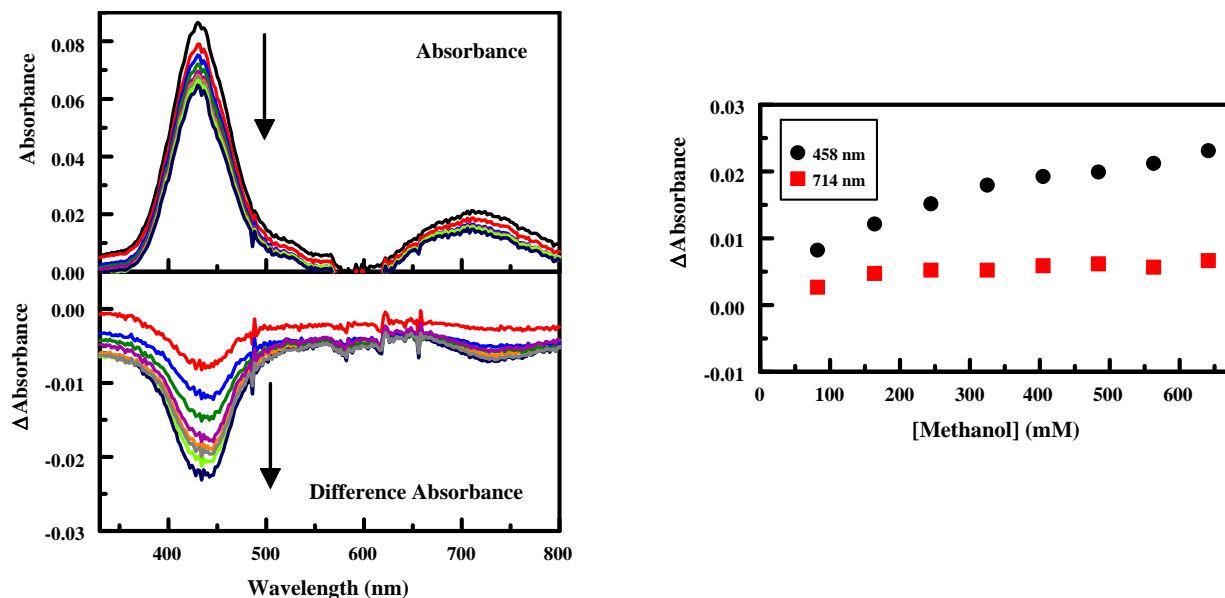 Absorbance
0.08
0.06
0.04
0.02
0.00
Absorbance
Δ Absorbance
0.00
-0.01
-0.02
-0.03
Difference Absorbance
400 500 600 700 800
Wavelength (nm)
Δ Absorbance
0.03
0.02
0.01
0.00
-0.01
458 nm
714 nm
0 100 200 300 400 500 600
[Methanol] (mM)